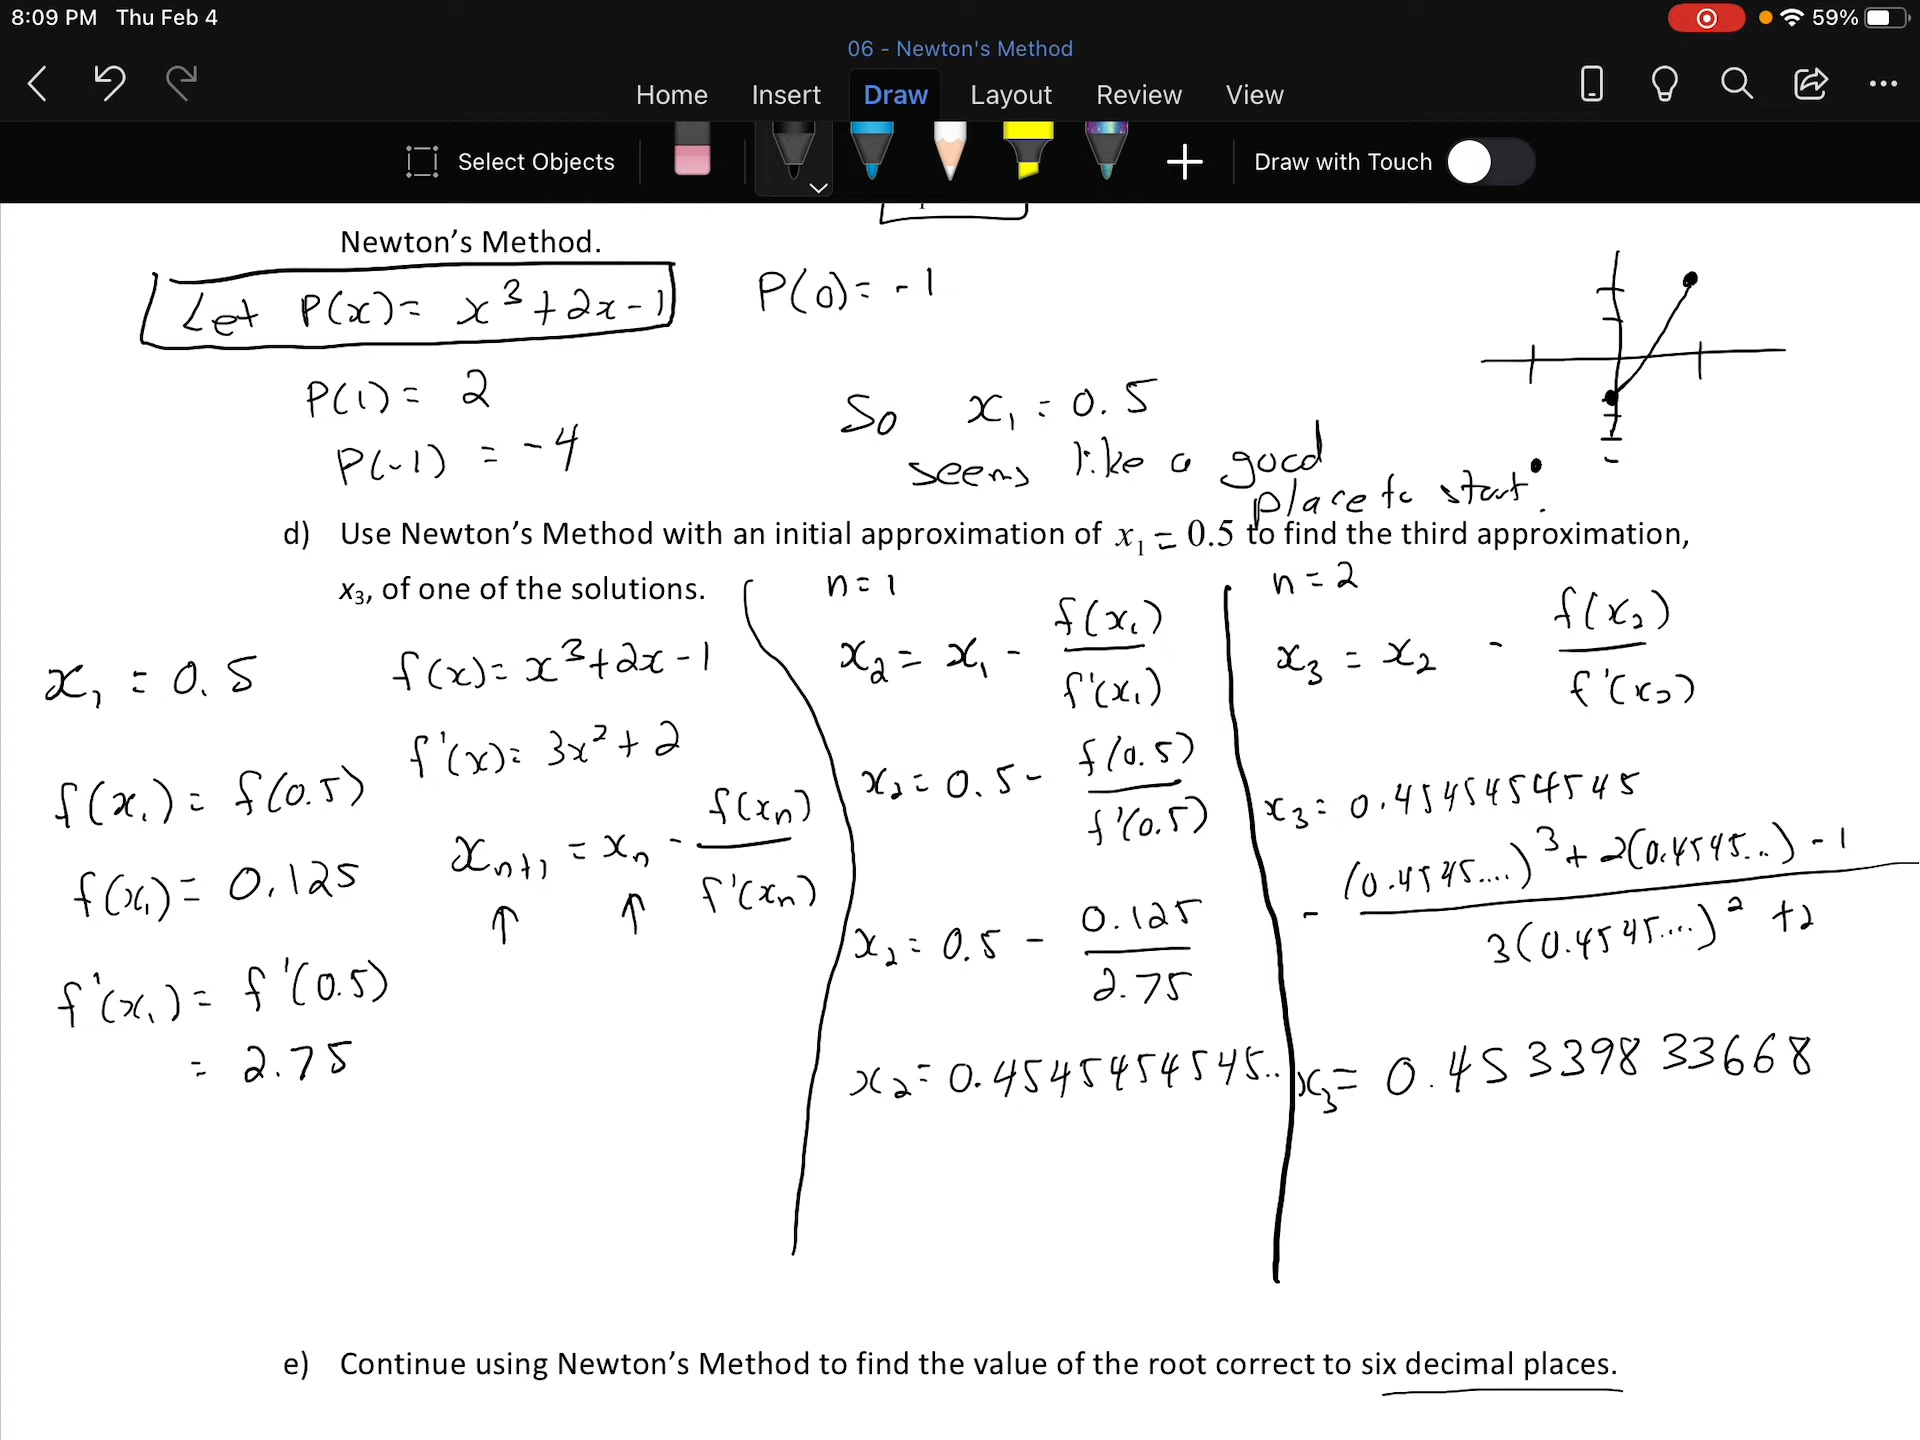 8:09 PM Thu Feb 4
59%
06 - Newton's Method
Home Insert Draw Layout Review View
Select Objects
Draw with Touch
Newton's Method.
Let P(x) = x³ + 2x - 1
P(0) = -1
P(1) = 2
P(-1) = -4
So x₁ = 0.5
seems like a good
place to start.
d) Use Newton's Method with an initial approximation of x₁ = 0.5 to find the third approximation,
x₃, of one of the solutions.
x₁ = 0.5
f(x₁) = f(0.5)
f(x₁) = 0.125
f'(x₁) = f'(0.5)
= 2.75
f(x) = x³ + 2x - 1
f'(x) = 3x² + 2
xₙ₊₁ = xₙ - f(xₙ) / f'(xₙ)
↑ ↑
n = 1
x₂ = x₁ - f(x₁) / f'(x₁)
x₂ = 0.5 - f(0.5) / f'(0.5)
x₂ = 0.5 - 0.125 / 2.75
x₂ = 0.4545454545..
n = 2
x₃ = x₂ - f(x₂) / f'(x₂)
x₃ = 0.4545454545
- (0.4545....)³ + 2(0.4545...) - 1 / 3(0.4545....)² + 2
x₃ = 0.45339833668
e) Continue using Newton's Method to find the value of the root correct to six decimal places.